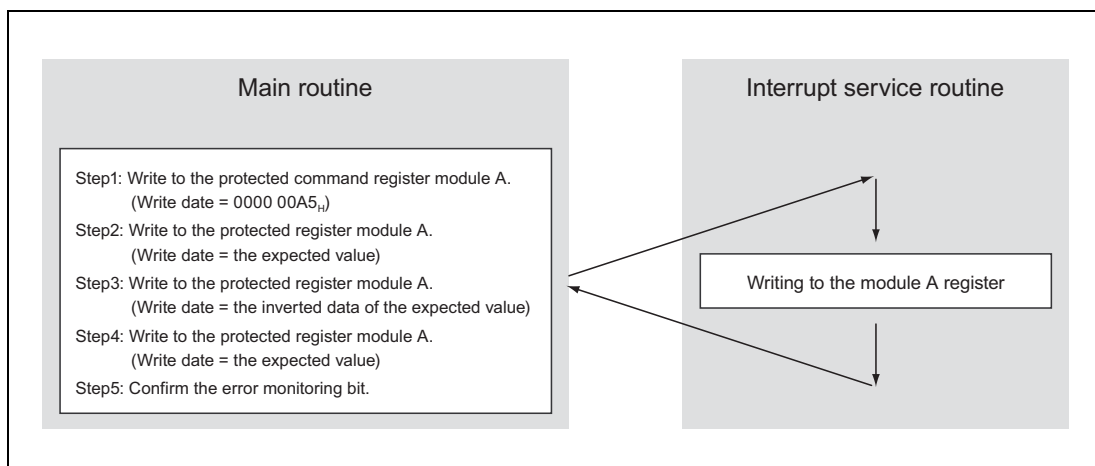 Main routine
Step1: Write to the protected command register module A.
(Write date = 0000 00A5H)
Step2: Write to the protected register module A.
(Write date = the expected value)
Step3: Write to the protected register module A.
(Write date = the inverted data of the expected value)
Step4: Write to the protected register module A.
(Write date = the expected value)
Step5: Confirm the error monitoring bit.
Interrupt service routine
Writing to the module A register